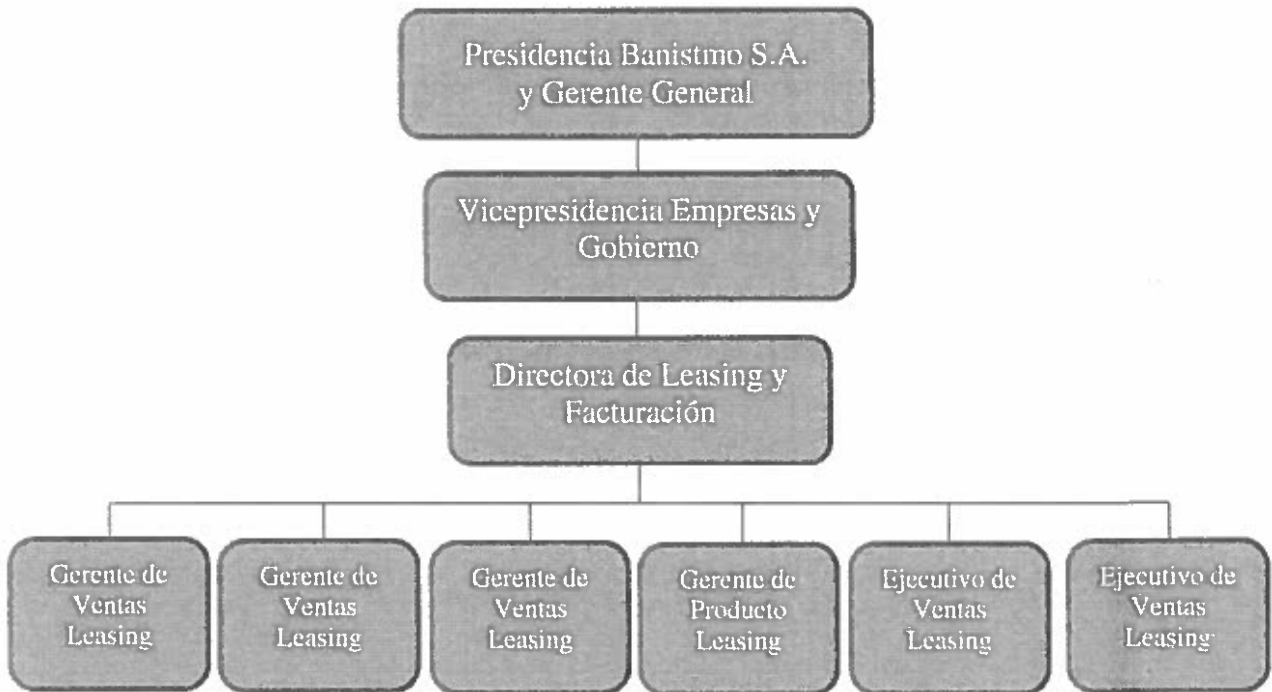 Presidencia Banistmo S.A.
y Gerente General
Vicepresidencia Empresas y
Gobierno
Directora de Leasing y
Facturación
Gerente de
Ventas
Leasing
Gerente de
Ventas
Leasing
Gerente de
Ventas
Leasing
Gerente de
Producto
Leasing
Ejecutivo de
Ventas
Leasing
Ejecutivo de
Ventas
Leasing